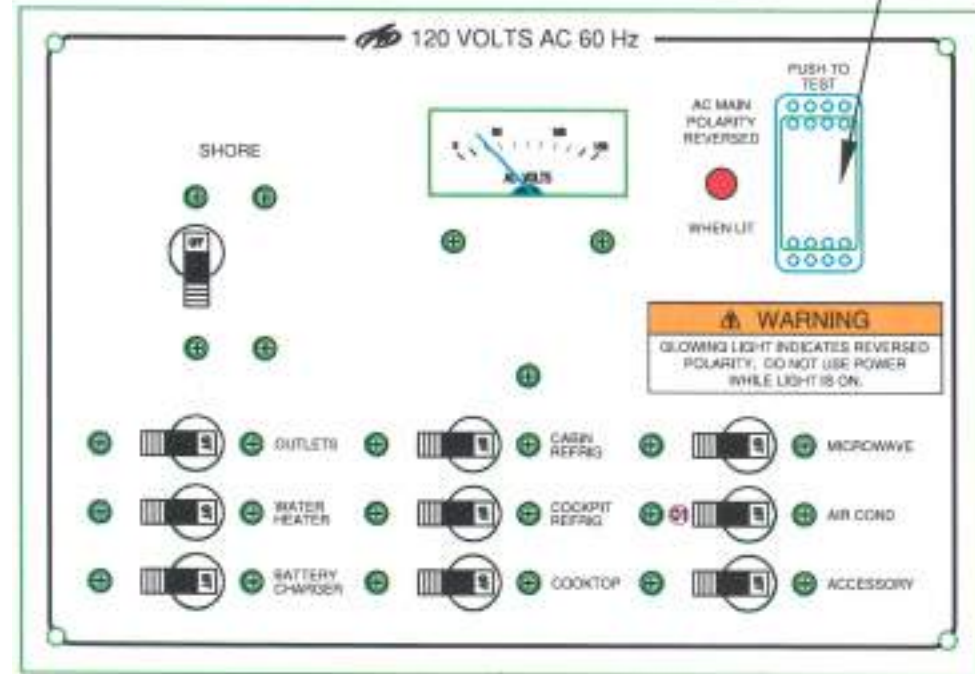 120 VOLTS AC 60 Hz
PUSH TO
TEST
AC MAIN
POLARITY
REVERSED
SHORE
AC VOLTS
WHEN LIT
OFF
WARNING
GLOWING LIGHT INDICATES REVERSED
POLARITY, DO NOT USE POWER
WHILE LIGHT IS ON.
OUTLETS
CABIN
REFRIG
MICROWAVE
WATER
HEATER
COCKPIT
REFRIG
AIR COND
BATTERY
CHARGER
COOKTOP
ACCESSORY